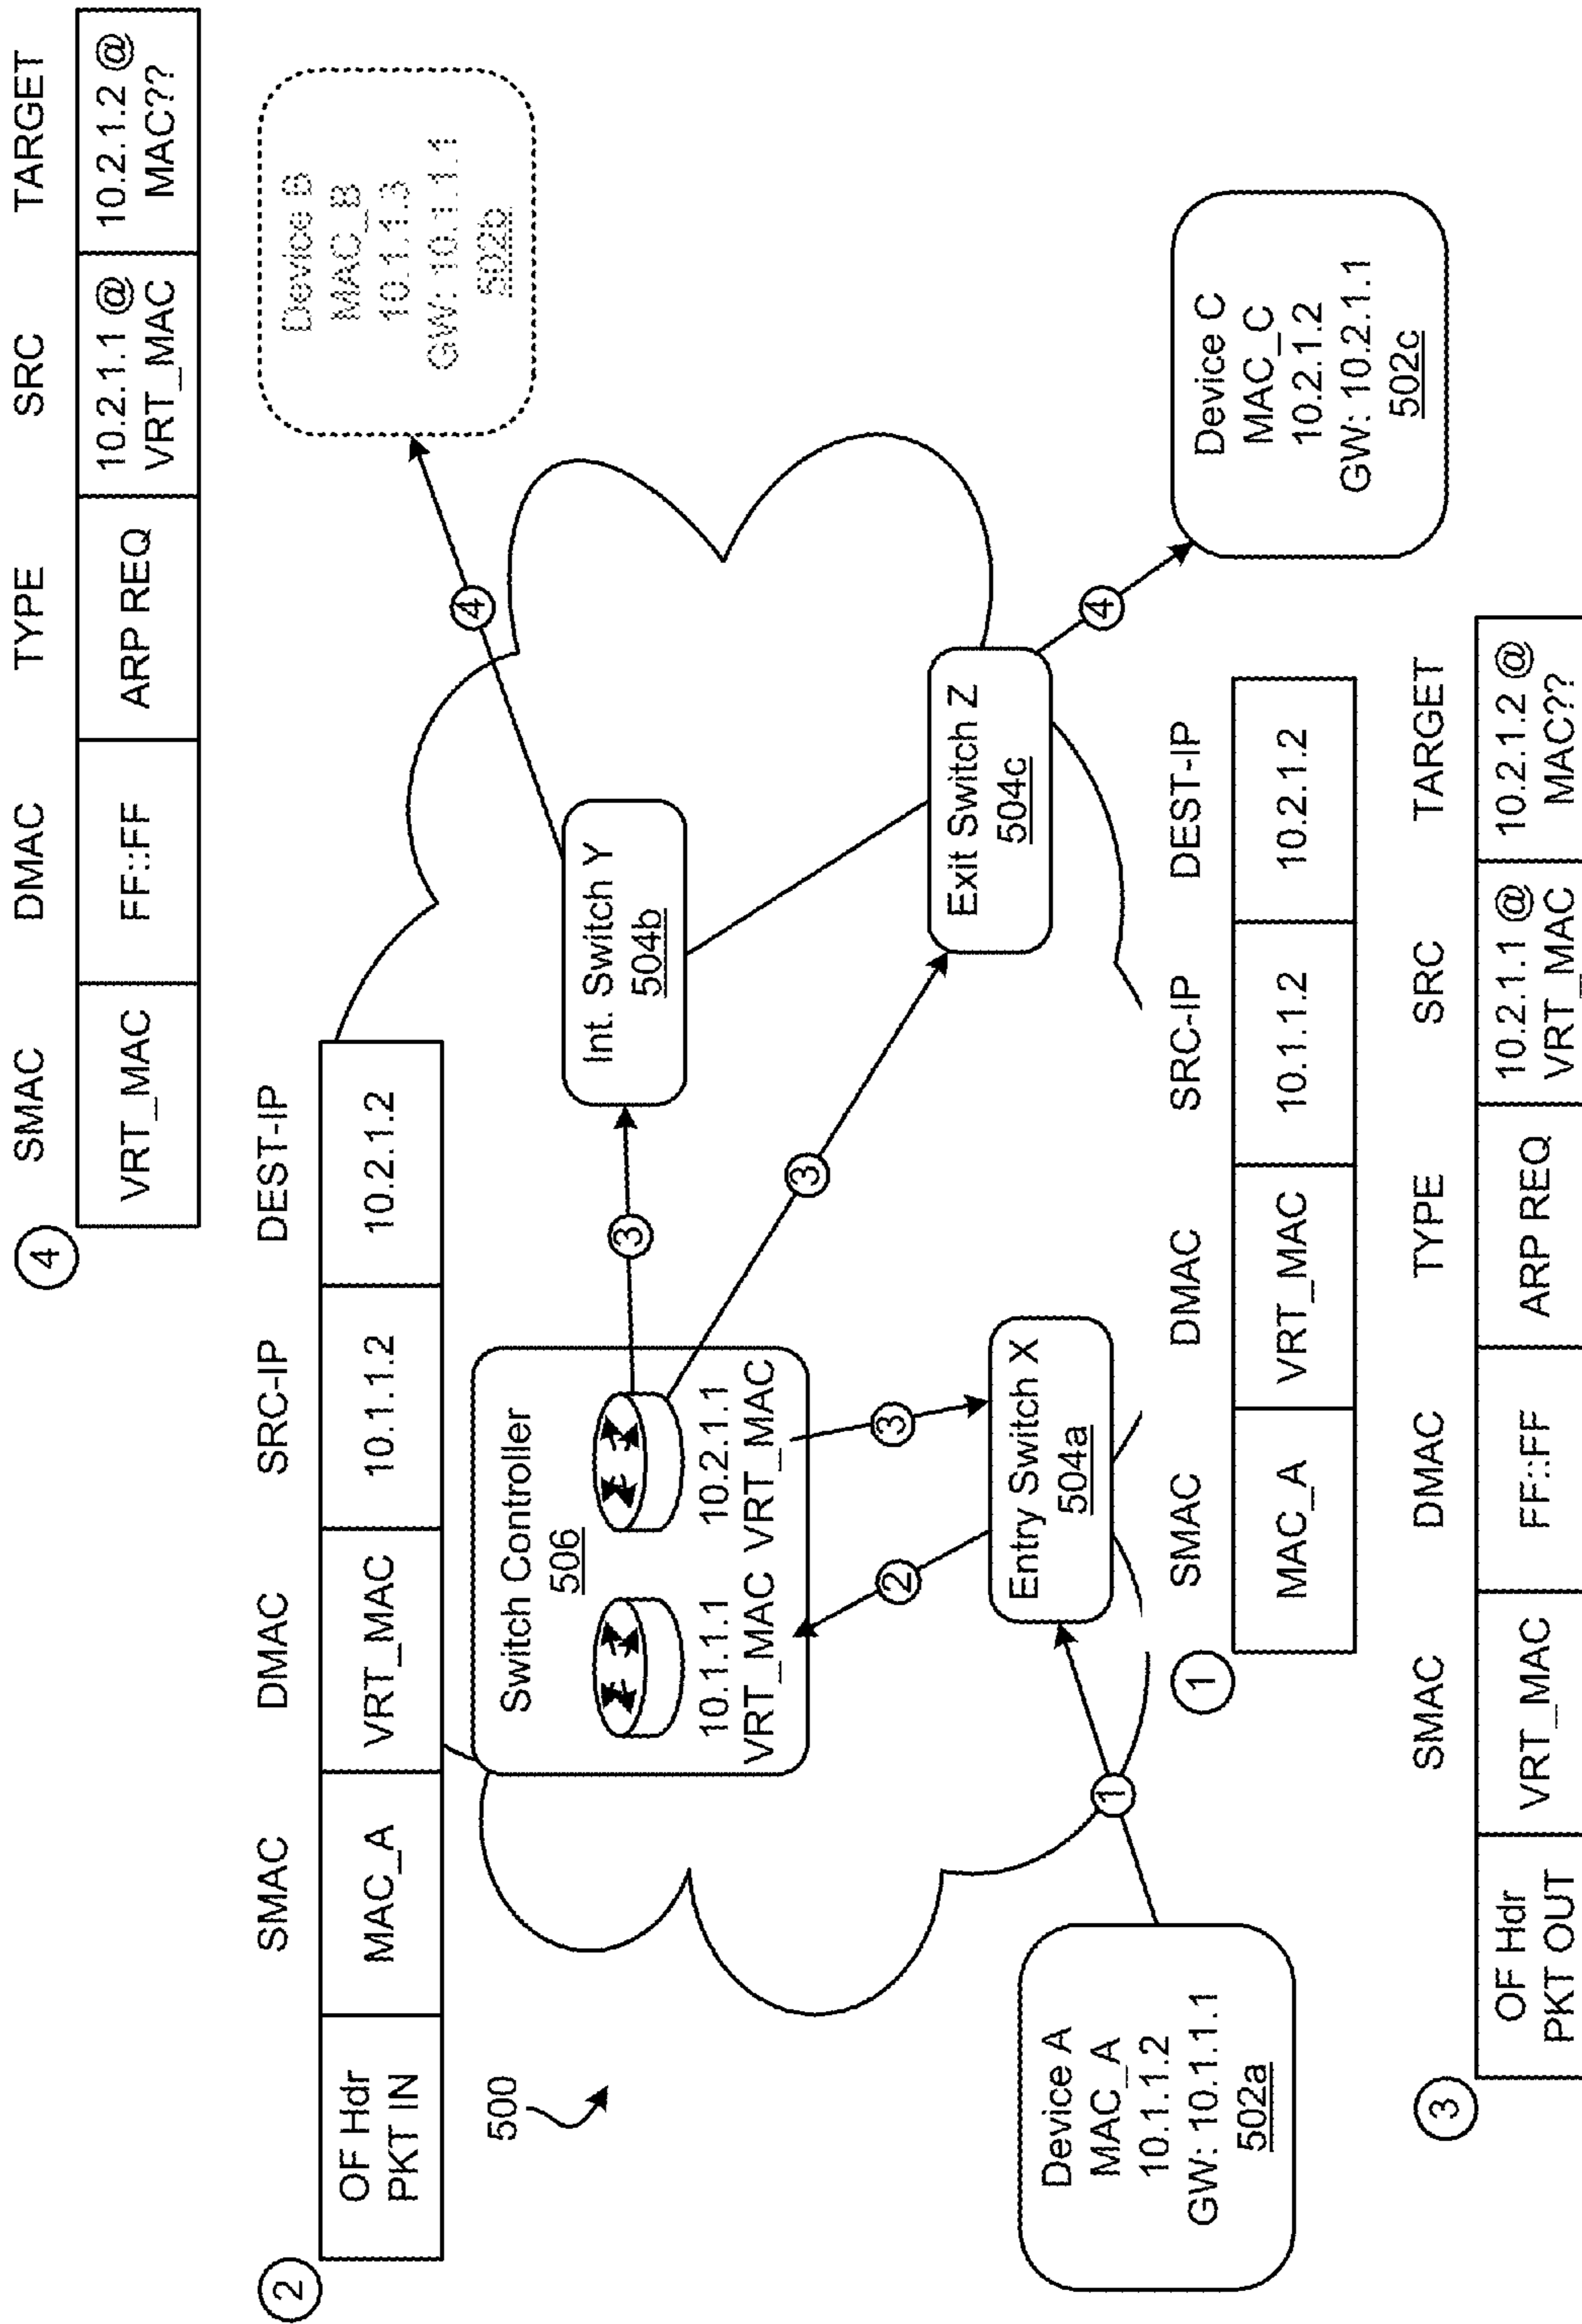 4
SMAC DMAC TYPE SRC TARGET
VRT_MAC FF::FF ARP REQ 10.2.1.1 @ VRT_MAC 10.2.1.2 @ MAC??
2
SMAC DMAC SRC-IP DEST-IP
OF Hdr PKT IN MAC_A VRT_MAC 10.1.1.2 10.2.1.2
Device B
MAC_B
10.1.1.3
GW: 10.1.1.1
502b
500
Switch Controller
506
10.1.1.1 10.2.1.1
VRT_MAC VRT_MAC
Int. Switch Y
504b
4
3
3
3
2
Entry Switch X
504a
Exit Switch Z
504c
4
1
Device A
MAC_A
10.1.1.2
GW: 10.1.1.1
502a
Device C
MAC_C
10.2.1.2
GW: 10.2.1.1
502c
1
SMAC DMAC SRC-IP DEST-IP
MAC_A VRT_MAC 10.1.1.2 10.2.1.2
3
SMAC DMAC TYPE SRC TARGET
OF Hdr PKT OUT VRT_MAC FF::FF ARP REQ 10.2.1.1 @ VRT_MAC 10.2.1.2 @ MAC??